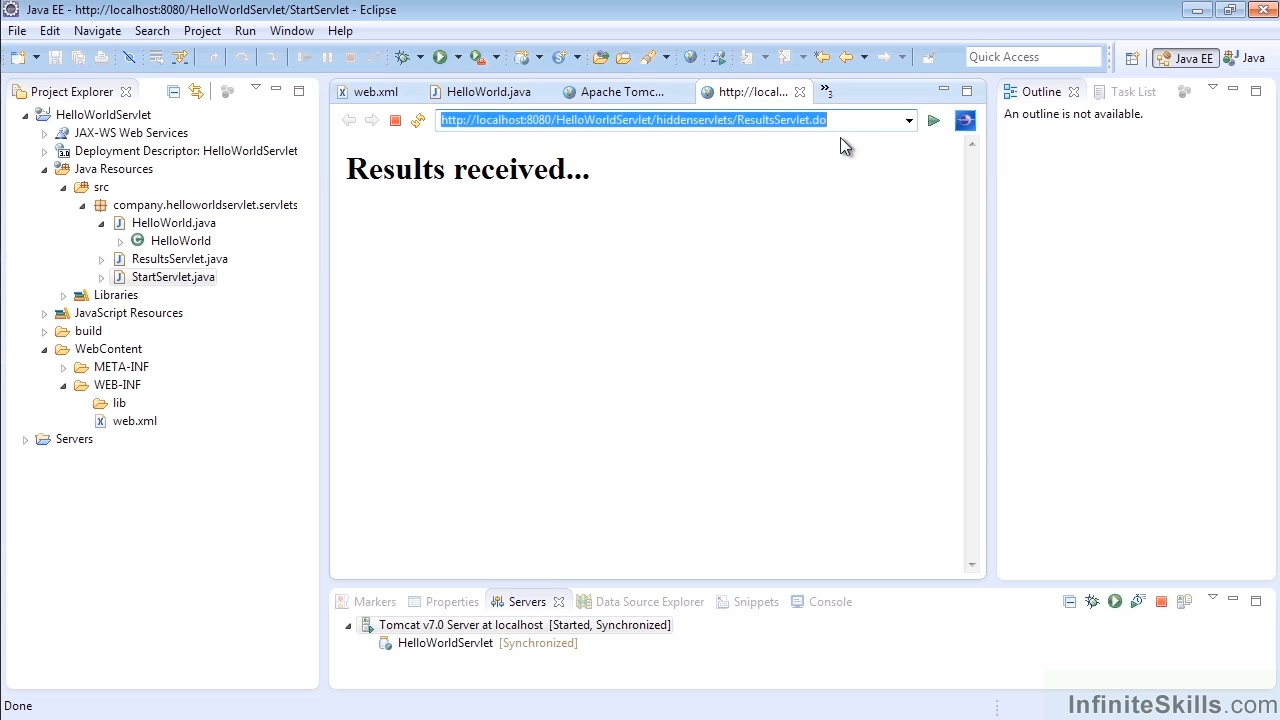 Java EE - http://localhost:8080/HelloWorldServlet/StartServlet - Eclipse
File Edit Navigate Search Project Run Window Help
Quick Access
Java EE
Java
Project Explorer
HelloWorldServlet
JAX-WS Web Services
Deployment Descriptor: HelloWorldServlet
Java Resources
src
company.helloworldservlet.servlets
HelloWorld.java
HelloWorld
ResultsServlet.java
StartServlet.java
Libraries
JavaScript Resources
build
WebContent
META-INF
WEB-INF
lib
web.xml
Servers
web.xml HelloWorld.java Apache Tomc... http://local... »3
http://localhost:8080/HelloWorldServlet/hiddenservlets/ResultsServlet.do
Results received...
Outline Task List
An outline is not available.
Markers Properties Servers Data Source Explorer Snippets Console
Tomcat v7.0 Server at localhost [Started, Synchronized]
HelloWorldServlet [Synchronized]
Done
InfiniteSkills.com